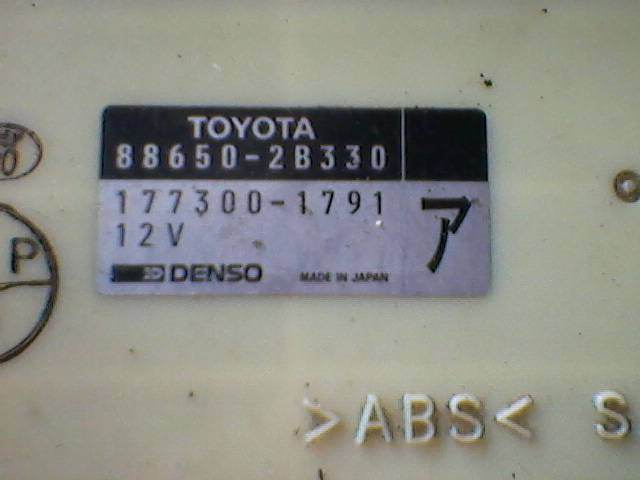 TOYOTA
88650-2B330
177300-1791
12V
ア
DENSO
MADE IN JAPAN
P
>ABS<
S